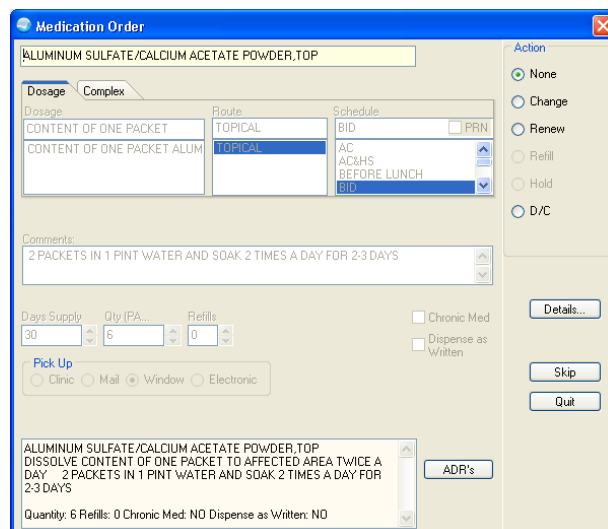 Medication Order
ALUMINUM SULFATE/CALCIUM ACETATE POWDER,TOP
Action
None
Change
Renew
Refill
Hold
D/C
Dosage Complex
Dosage Route Schedule
CONTENT OF ONE PACKET TOPICAL BID PRN
CONTENT OF ONE PACKET ALUM TOPICAL AC
AC&HS
BEFORE LUNCH
BID
Comments:
2 PACKETS IN 1 PINT WATER AND SOAK 2 TIMES A DAY FOR 2-3 DAYS
Days Supply Qty (PA... Refills Chronic Med
30 6 0 Dispense as
Written
Details...
Pick Up
Clinic Mail Window Electronic
Skip
Quit
ALUMINUM SULFATE/CALCIUM ACETATE POWDER,TOP
DISSOLVE CONTENT OF ONE PACKET TO AFFECTED AREA TWICE A
DAY 2 PACKETS IN 1 PINT WATER AND SOAK 2 TIMES A DAY FOR
2-3 DAYS
Quantity: 6 Refills: 0 Chronic Med: NO Dispense as Written: NO
ADR's